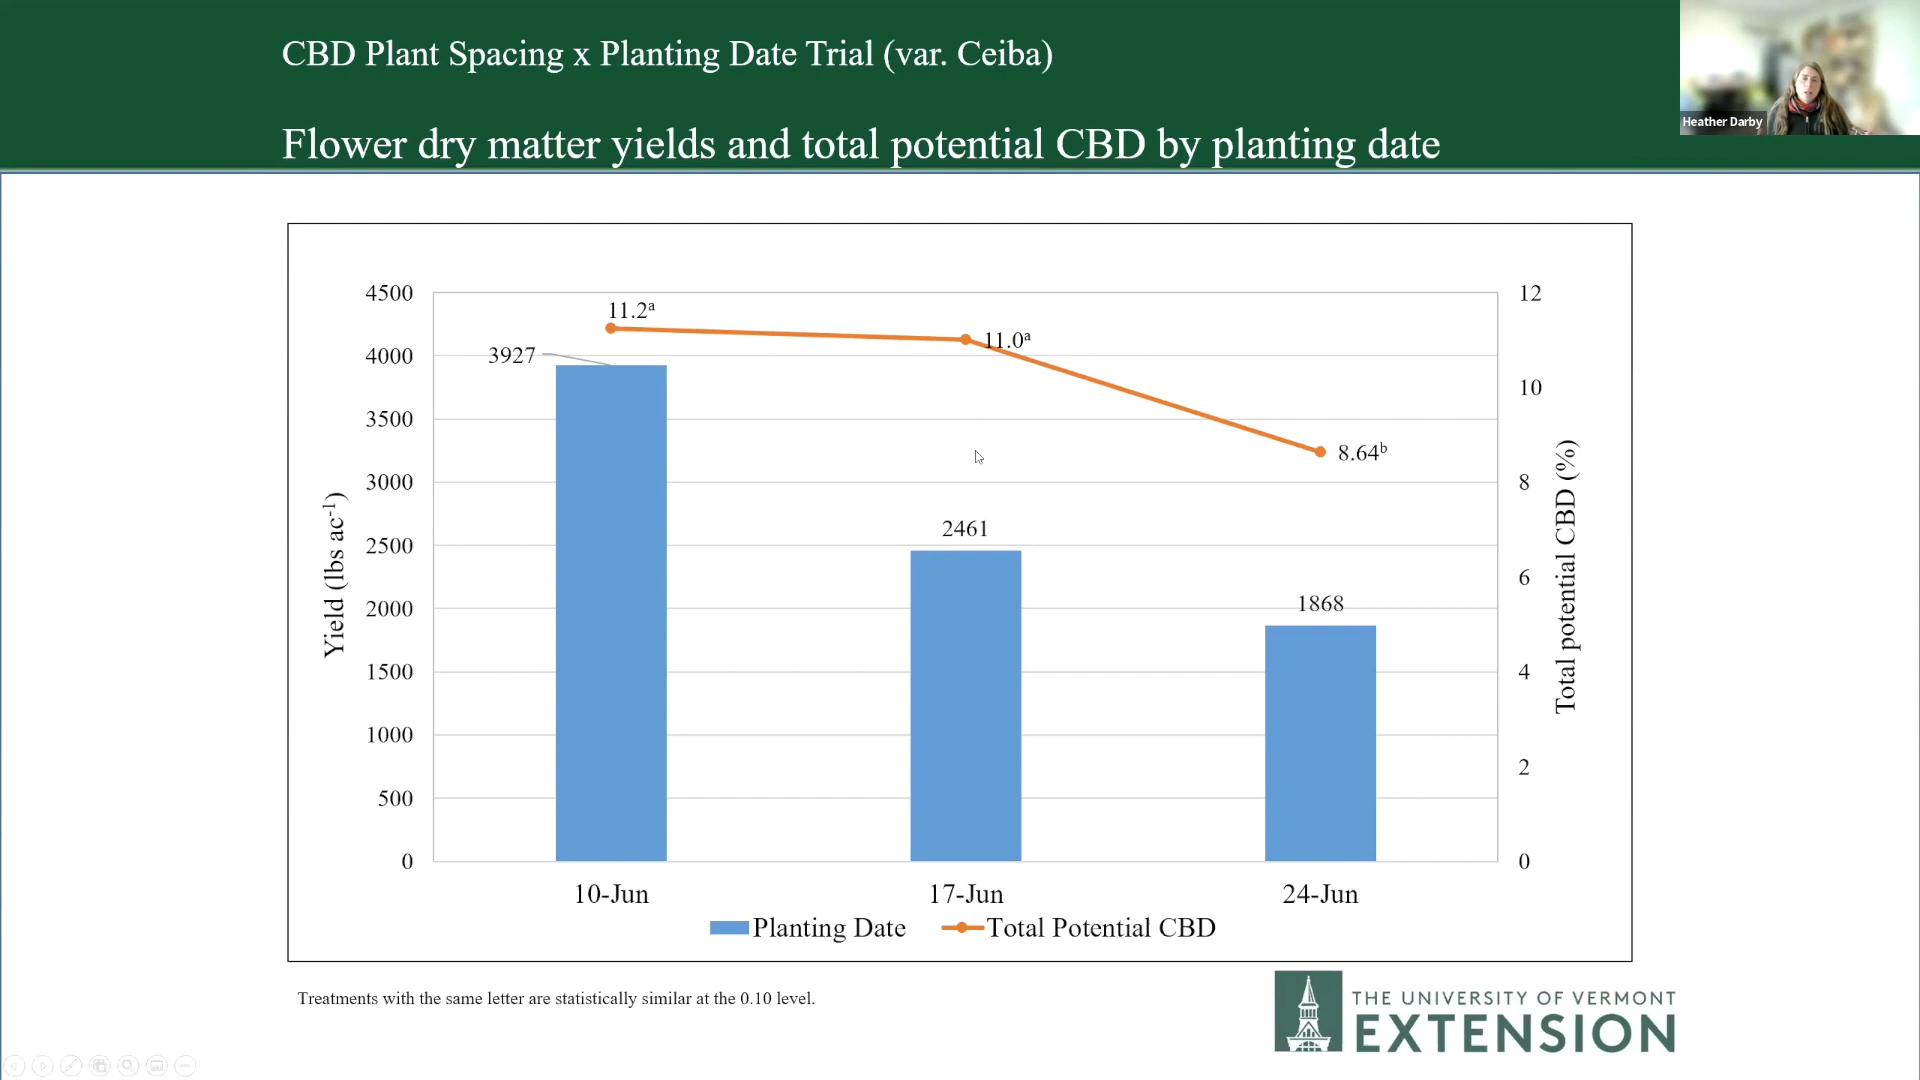 CBD Plant Spacing x Planting Date Trial (var. Ceiba)
Heather Darby
Flower dry matter yields and total potential CBD by planting date
4500
4000
3500
3000
2500
2000
1500
1000
500
0
Yield (lbs ac⁻¹)
3927
2461
1868
11.2ᵃ
11.0ᵃ
8.64ᵇ
12
10
8
6
4
2
0
Total potential CBD (%)
10-Jun
17-Jun
24-Jun
Planting Date
Total Potential CBD
Treatments with the same letter are statistically similar at the 0.10 level.
THE UNIVERSITY OF VERMONT
EXTENSION